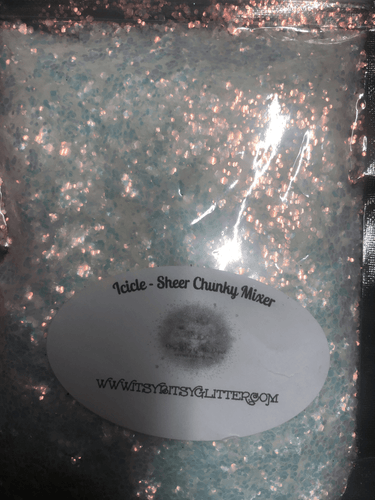 Icicle - Sheer Chunky Mixer
WWW.ITSYBITSYGLITTER.COM